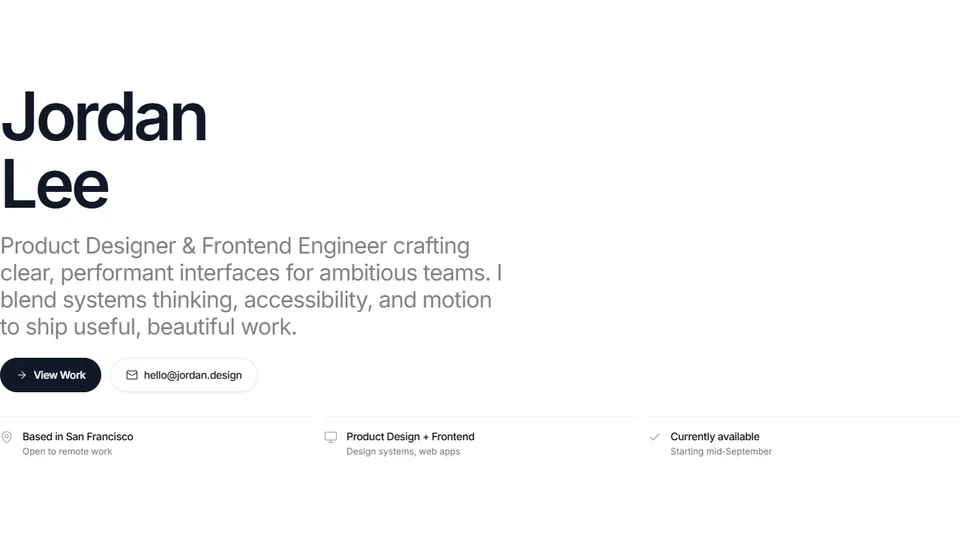 Jordan
Lee
Product Designer & Frontend Engineer crafting
clear, performant interfaces for ambitious teams. I
blend systems thinking, accessibility, and motion
to ship useful, beautiful work.
View Work
hello@jordan.design
Based in San Francisco
Open to remote work
Product Design + Frontend
Design systems, web apps
Currently available
Starting mid-September